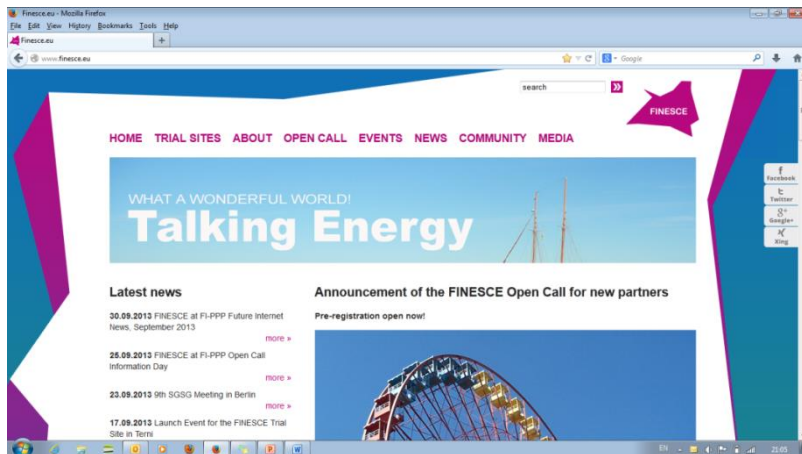 Finesce.eu - Mozilla Firefox
File Edit View History Bookmarks Tools Help
Finesce.eu
www.finesce.eu
Google
search
FINESCE
HOME TRIAL SITES ABOUT OPEN CALL EVENTS NEWS COMMUNITY MEDIA
WHAT A WONDERFUL WORLD!
Talking Energy
Facebook
Twitter
Google+
Xing
Latest news
30.09.2013 FINESCE at FI-PPP Future Internet
News, September 2013
more »
25.09.2013 FINESCE at FI-PPP Open Call
Information Day
more »
23.09.2013 9th SGSG Meeting in Berlin
more »
17.09.2013 Launch Event for the FINESCE Trial
Site in Terni
Announcement of the FINESCE Open Call for new partners
Pre-registration open now!
EN
21:05